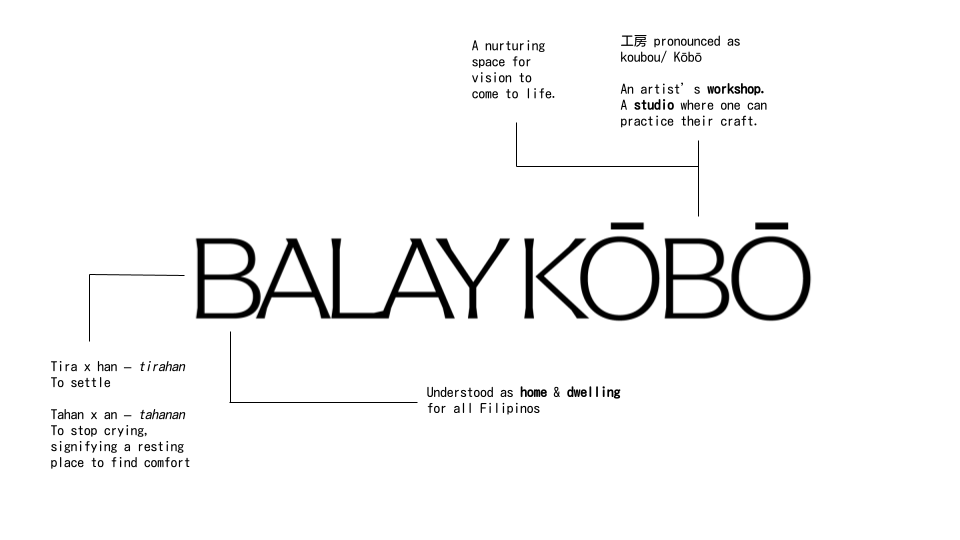 A nurturing
space for
vision to
come to life.
工房 pronounced as
koubou/ Kōbō
An artist’s workshop.
A studio where one can
practice their craft.
BALAY KŌBŌ
Tira x han – tirahan
To settle
Tahan x an – tahanan
To stop crying,
signifying a resting
place to find comfort
Understood as home & dwelling
for all Filipinos